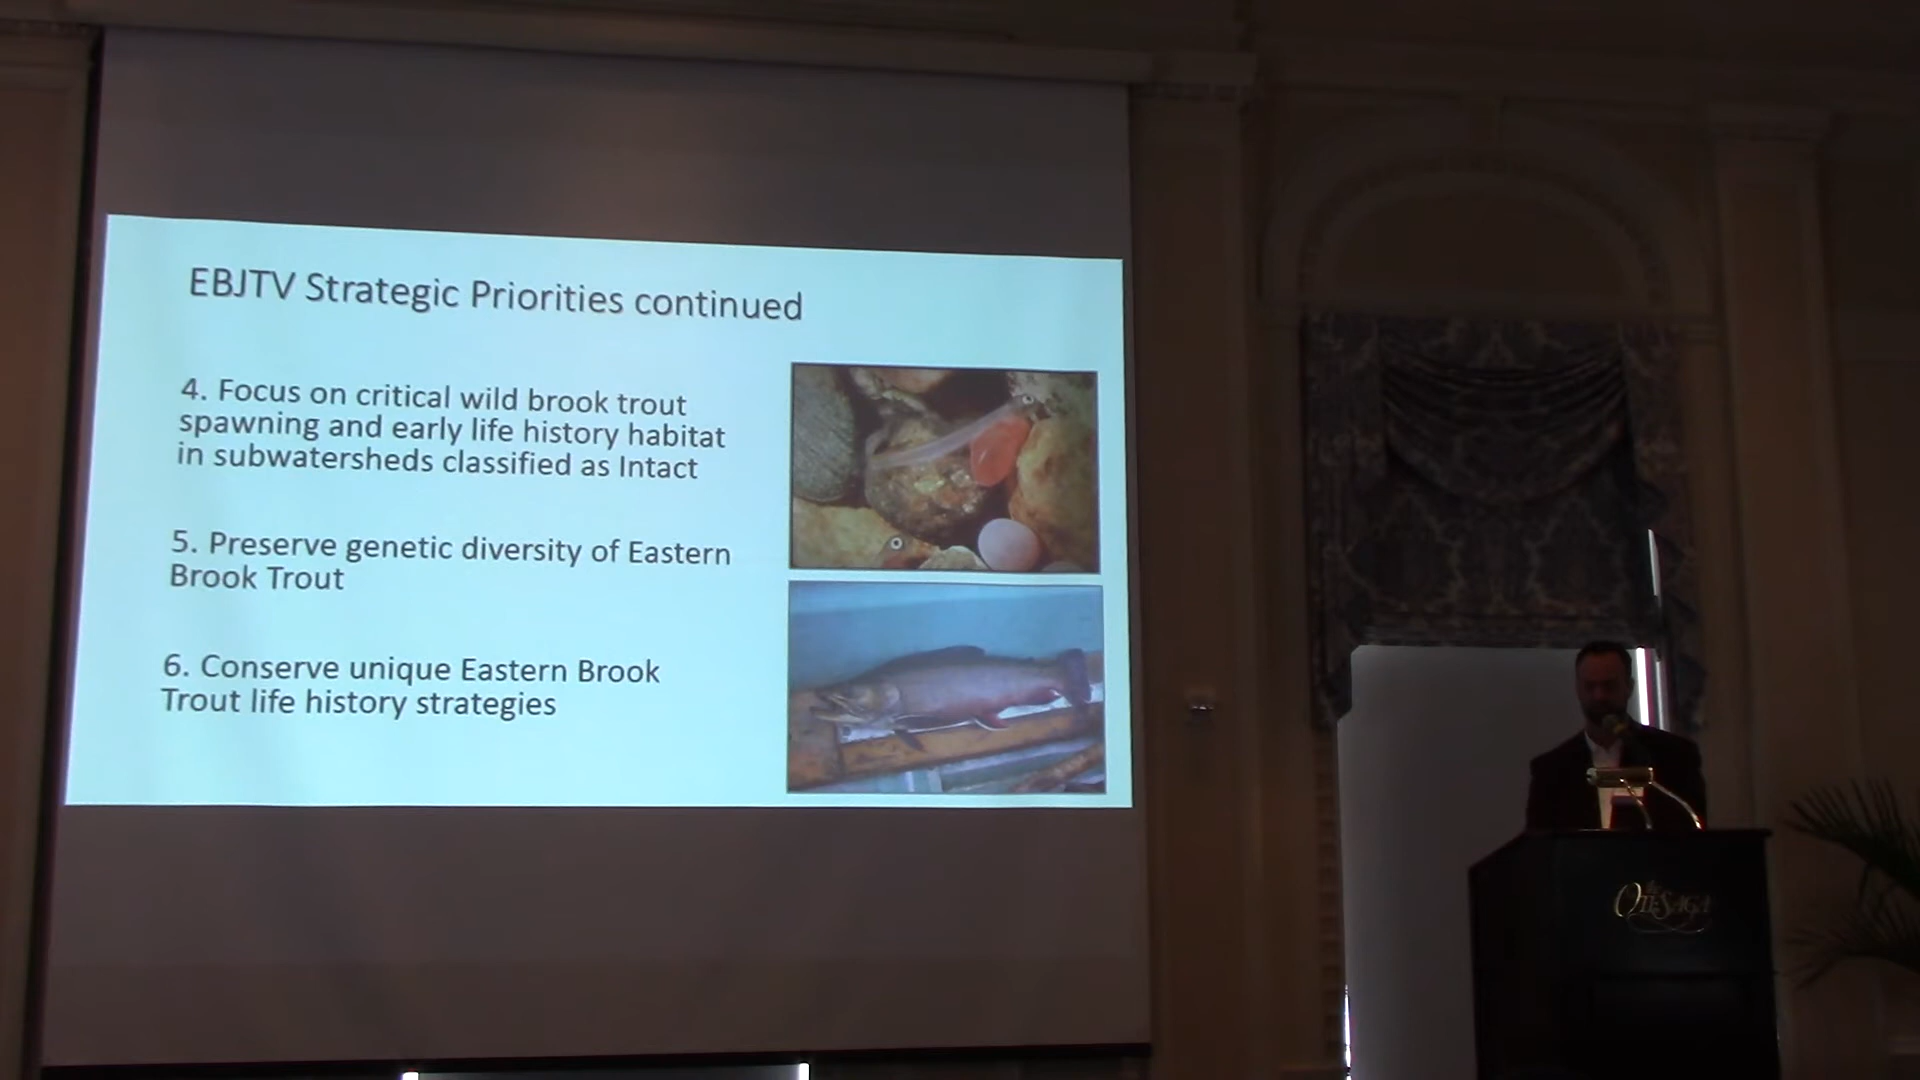 EBJTV Strategic Priorities continued
4. Focus on critical wild brook trout
spawning and early life history habitat
in subwatersheds classified as Intact
5. Preserve genetic diversity of Eastern
Brook Trout
6. Conserve unique Eastern Brook
Trout life history strategies
the
OTESAGA